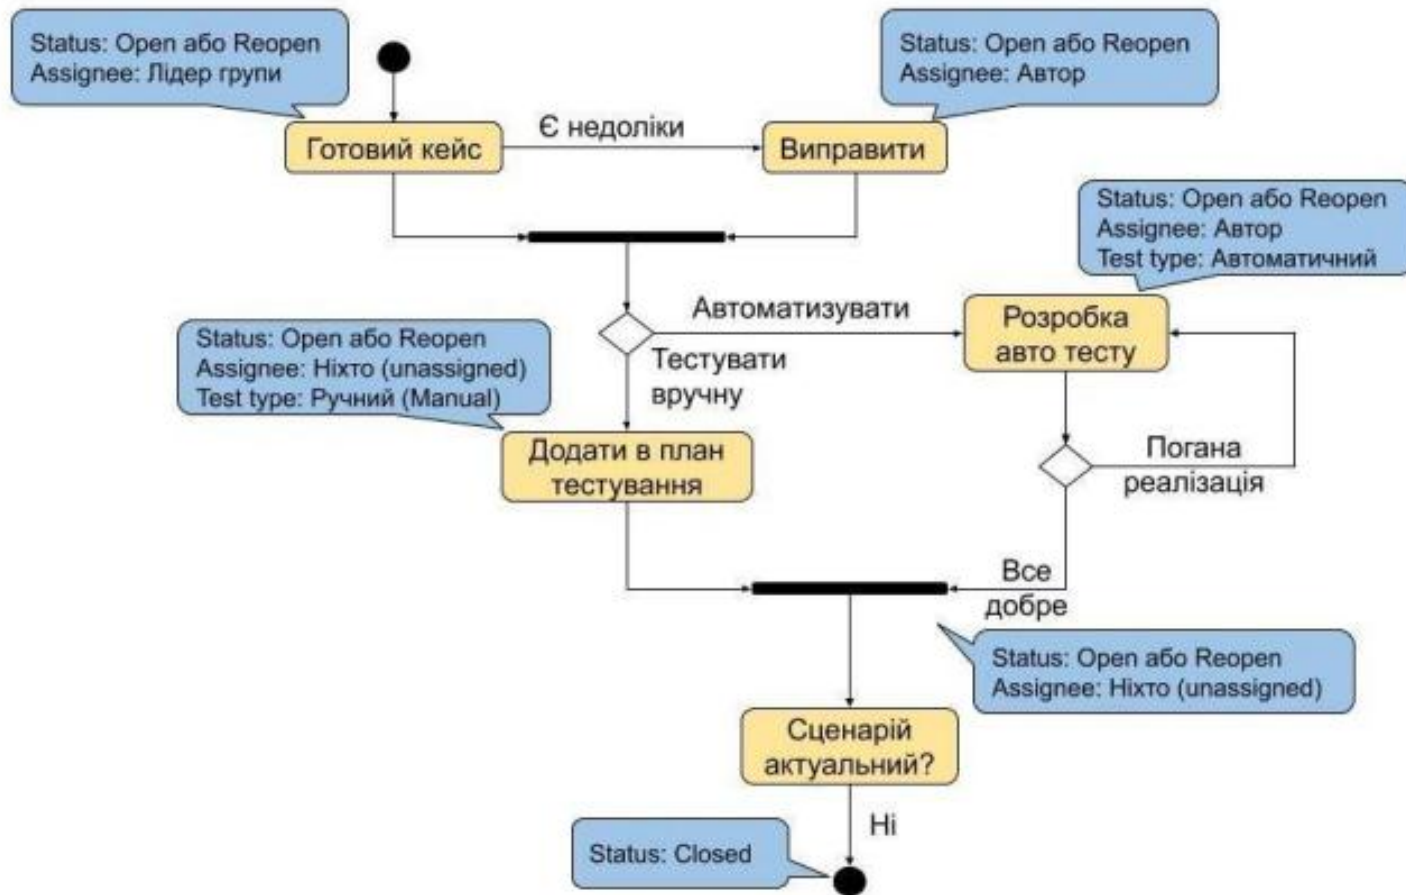 Status: Open або Reopen
Assignee: Лідер групи
Status: Open або Reopen
Assignee: Автор
Готовий кейс
Є недоліки
Виправити
Status: Open або Reopen
Assignee: Автор
Test type: Автоматичний
Автоматизувати
Розробка
авто тесту
Status: Open або Reopen
Assignee: Ніхто (unassigned)
Test type: Ручний (Manual)
Тестувати
вручну
Додати в план
тестування
Погана
реалізація
Все
добре
Status: Open або Reopen
Assignee: Ніхто (unassigned)
Сценарій
актуальний?
Ні
Status: Closed